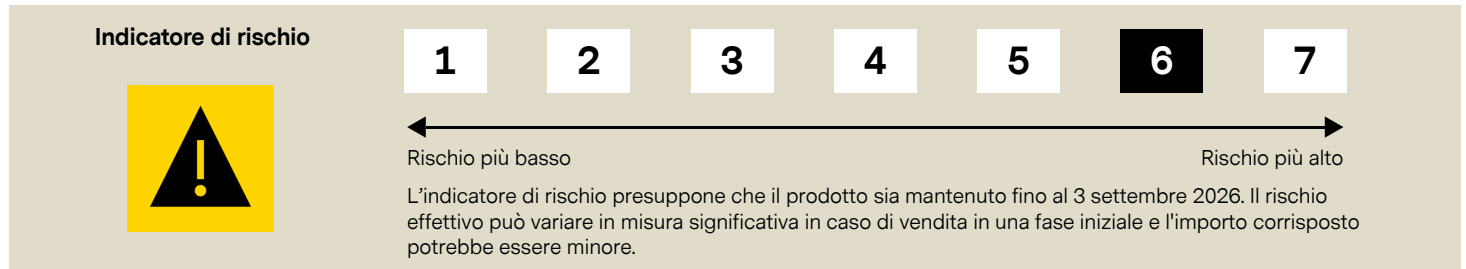 Indicatore di rischio
1 2 3 4 5 6 7
!
Rischio più basso Rischio più alto
L'indicatore di rischio presuppone che il prodotto sia mantenuto fino al 3 settembre 2026. Il rischio
effettivo può variare in misura significativa in caso di vendita in una fase iniziale e l'importo corrisposto
potrebbe essere minore.